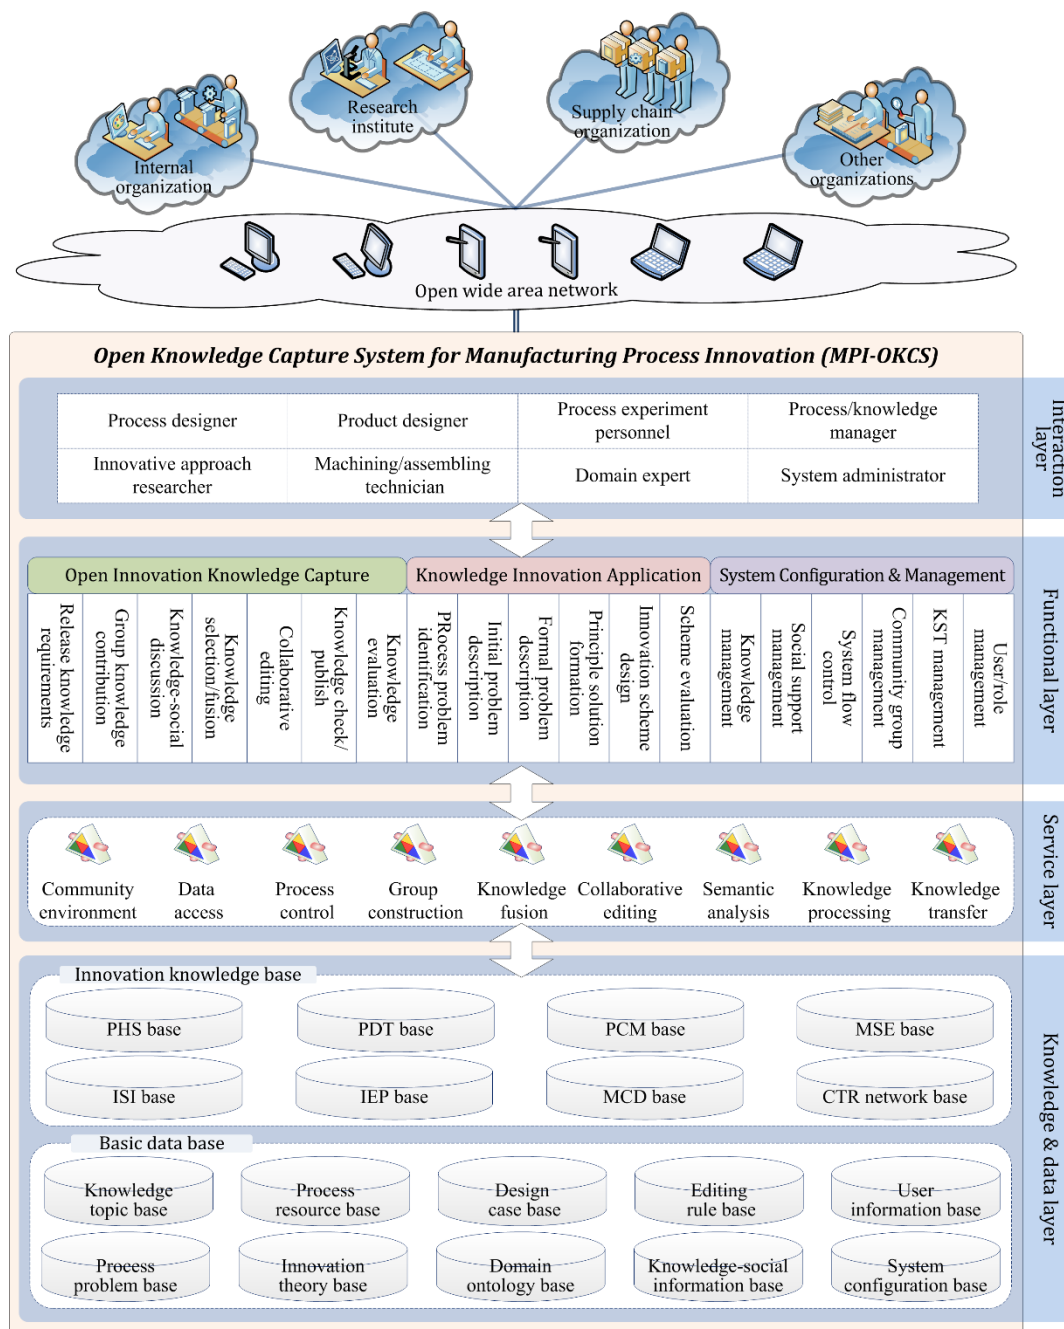 Internal
organization
Research
institute
Supply chain
organization
Other
organizations
Open wide area network
Open Knowledge Capture System for Manufacturing Process Innovation (MPI-OKCS)
Interaction
layer
Process designer
Product designer
Process experiment
personnel
Process/knowledge
manager
Innovative approach
researcher
Machining/assembling
technician
Domain expert
System administrator
Functional layer
Open Innovation Knowledge Capture
Knowledge Innovation Application
System Configuration & Management
Release knowledge
requirements
Group knowledge
contribution
Knowledge-social
discussion
Knowledge
selection/fusion
Collaborative
editing
Knowledge check/
publish
Knowledge
evaluation
PRocess problem
identification
Initial problem
description
Formal problem
description
Principle solution
formation
Innovation scheme
design
Scheme evaluation
Knowledge
management
Social support
management
System flow
control
Community group
management
KST management
User/role
management
Service layer
Community
environment
Data
access
Process
control
Group
construction
Knowledge
fusion
Collaborative
editing
Semantic
analysis
Knowledge
processing
Knowledge
transfer
Knowledge & data layer
Innovation knowledge base
PHS base
PDT base
PCM base
MSE base
ISI base
IEP base
MCD base
CTR network base
Basic data base
Knowledge
topic base
Process
resource base
Design
case base
Editing
rule base
User
information base
Process
problem base
Innovation
theory base
Domain
ontology base
Knowledge-social
information base
System
configuration base